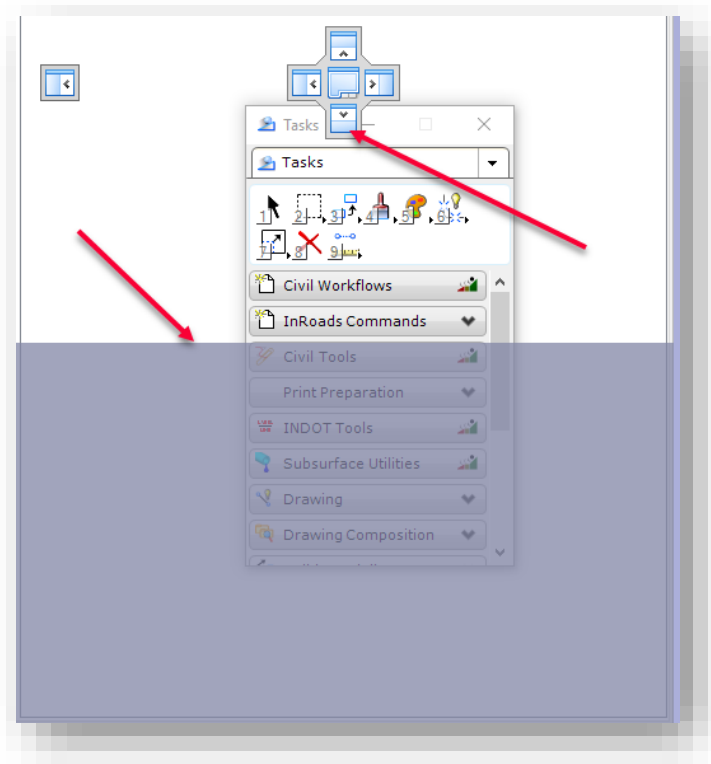 Tasks
Tasks
1 2 3 4 5 6
7 8 9
Civil Workflows
InRoads Commands
Civil Tools
Print Preparation
INDOT Tools
Subsurface Utilities
Drawing
Drawing Composition